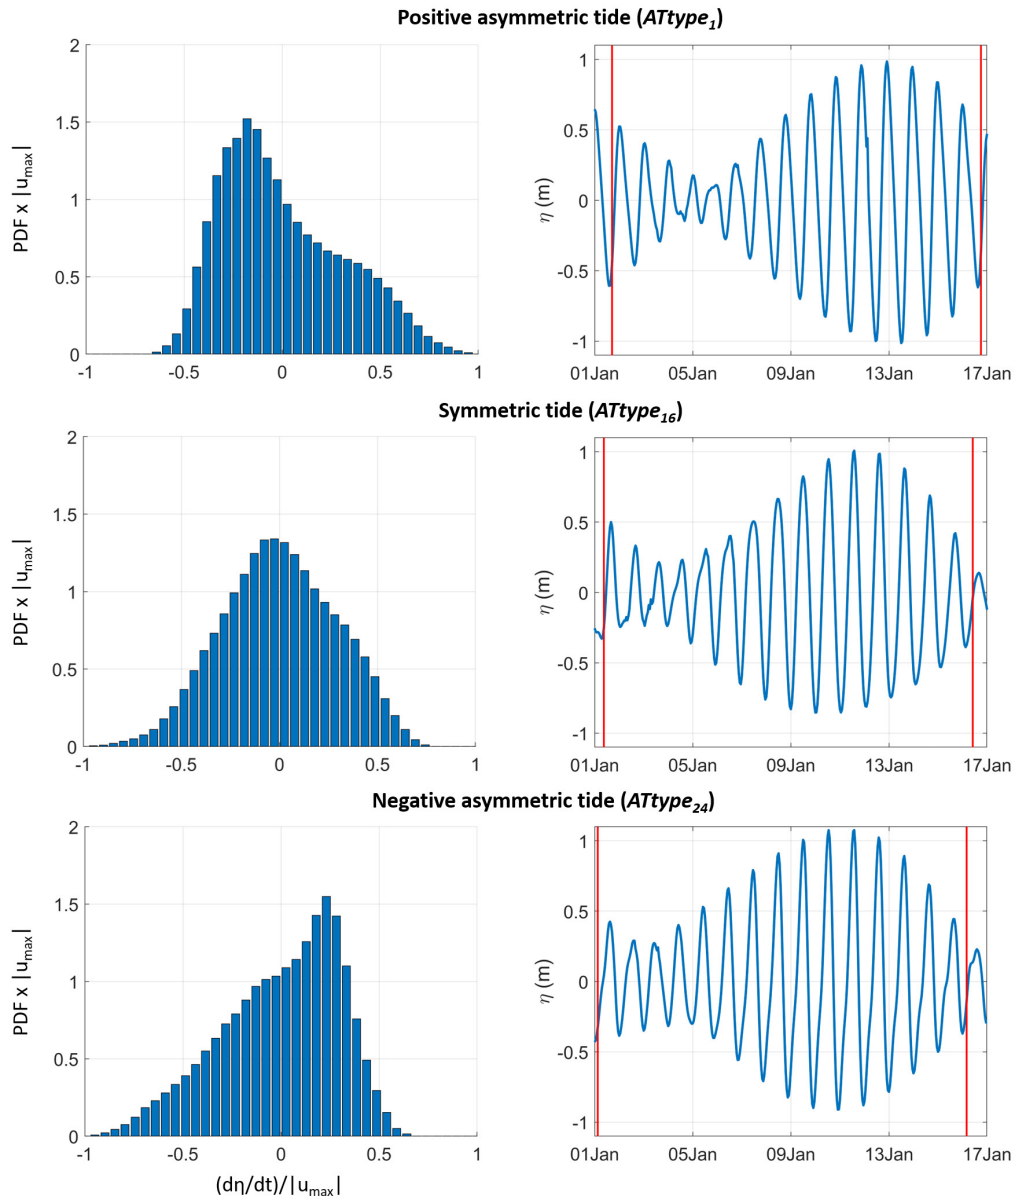 Positive asymmetric tide (ATtype1)
2
1.5
1
0.5
0
PDF x |umax|
-1 -0.5 0 0.5 1
1
0.5
0
-0.5
-1
η (m)
01Jan 05Jan 09Jan 13Jan 17Jan
Symmetric tide (ATtype16)
2
1.5
1
0.5
0
PDF x |umax|
-1 -0.5 0 0.5 1
1
0.5
0
-0.5
-1
η (m)
01Jan 05Jan 09Jan 13Jan 17Jan
Negative asymmetric tide (ATtype24)
2
1.5
1
0.5
0
PDF x |umax|
-1 -0.5 0 0.5 1
(dη/dt)/|umax|
1
0.5
0
-0.5
-1
η (m)
01Jan 05Jan 09Jan 13Jan 17Jan